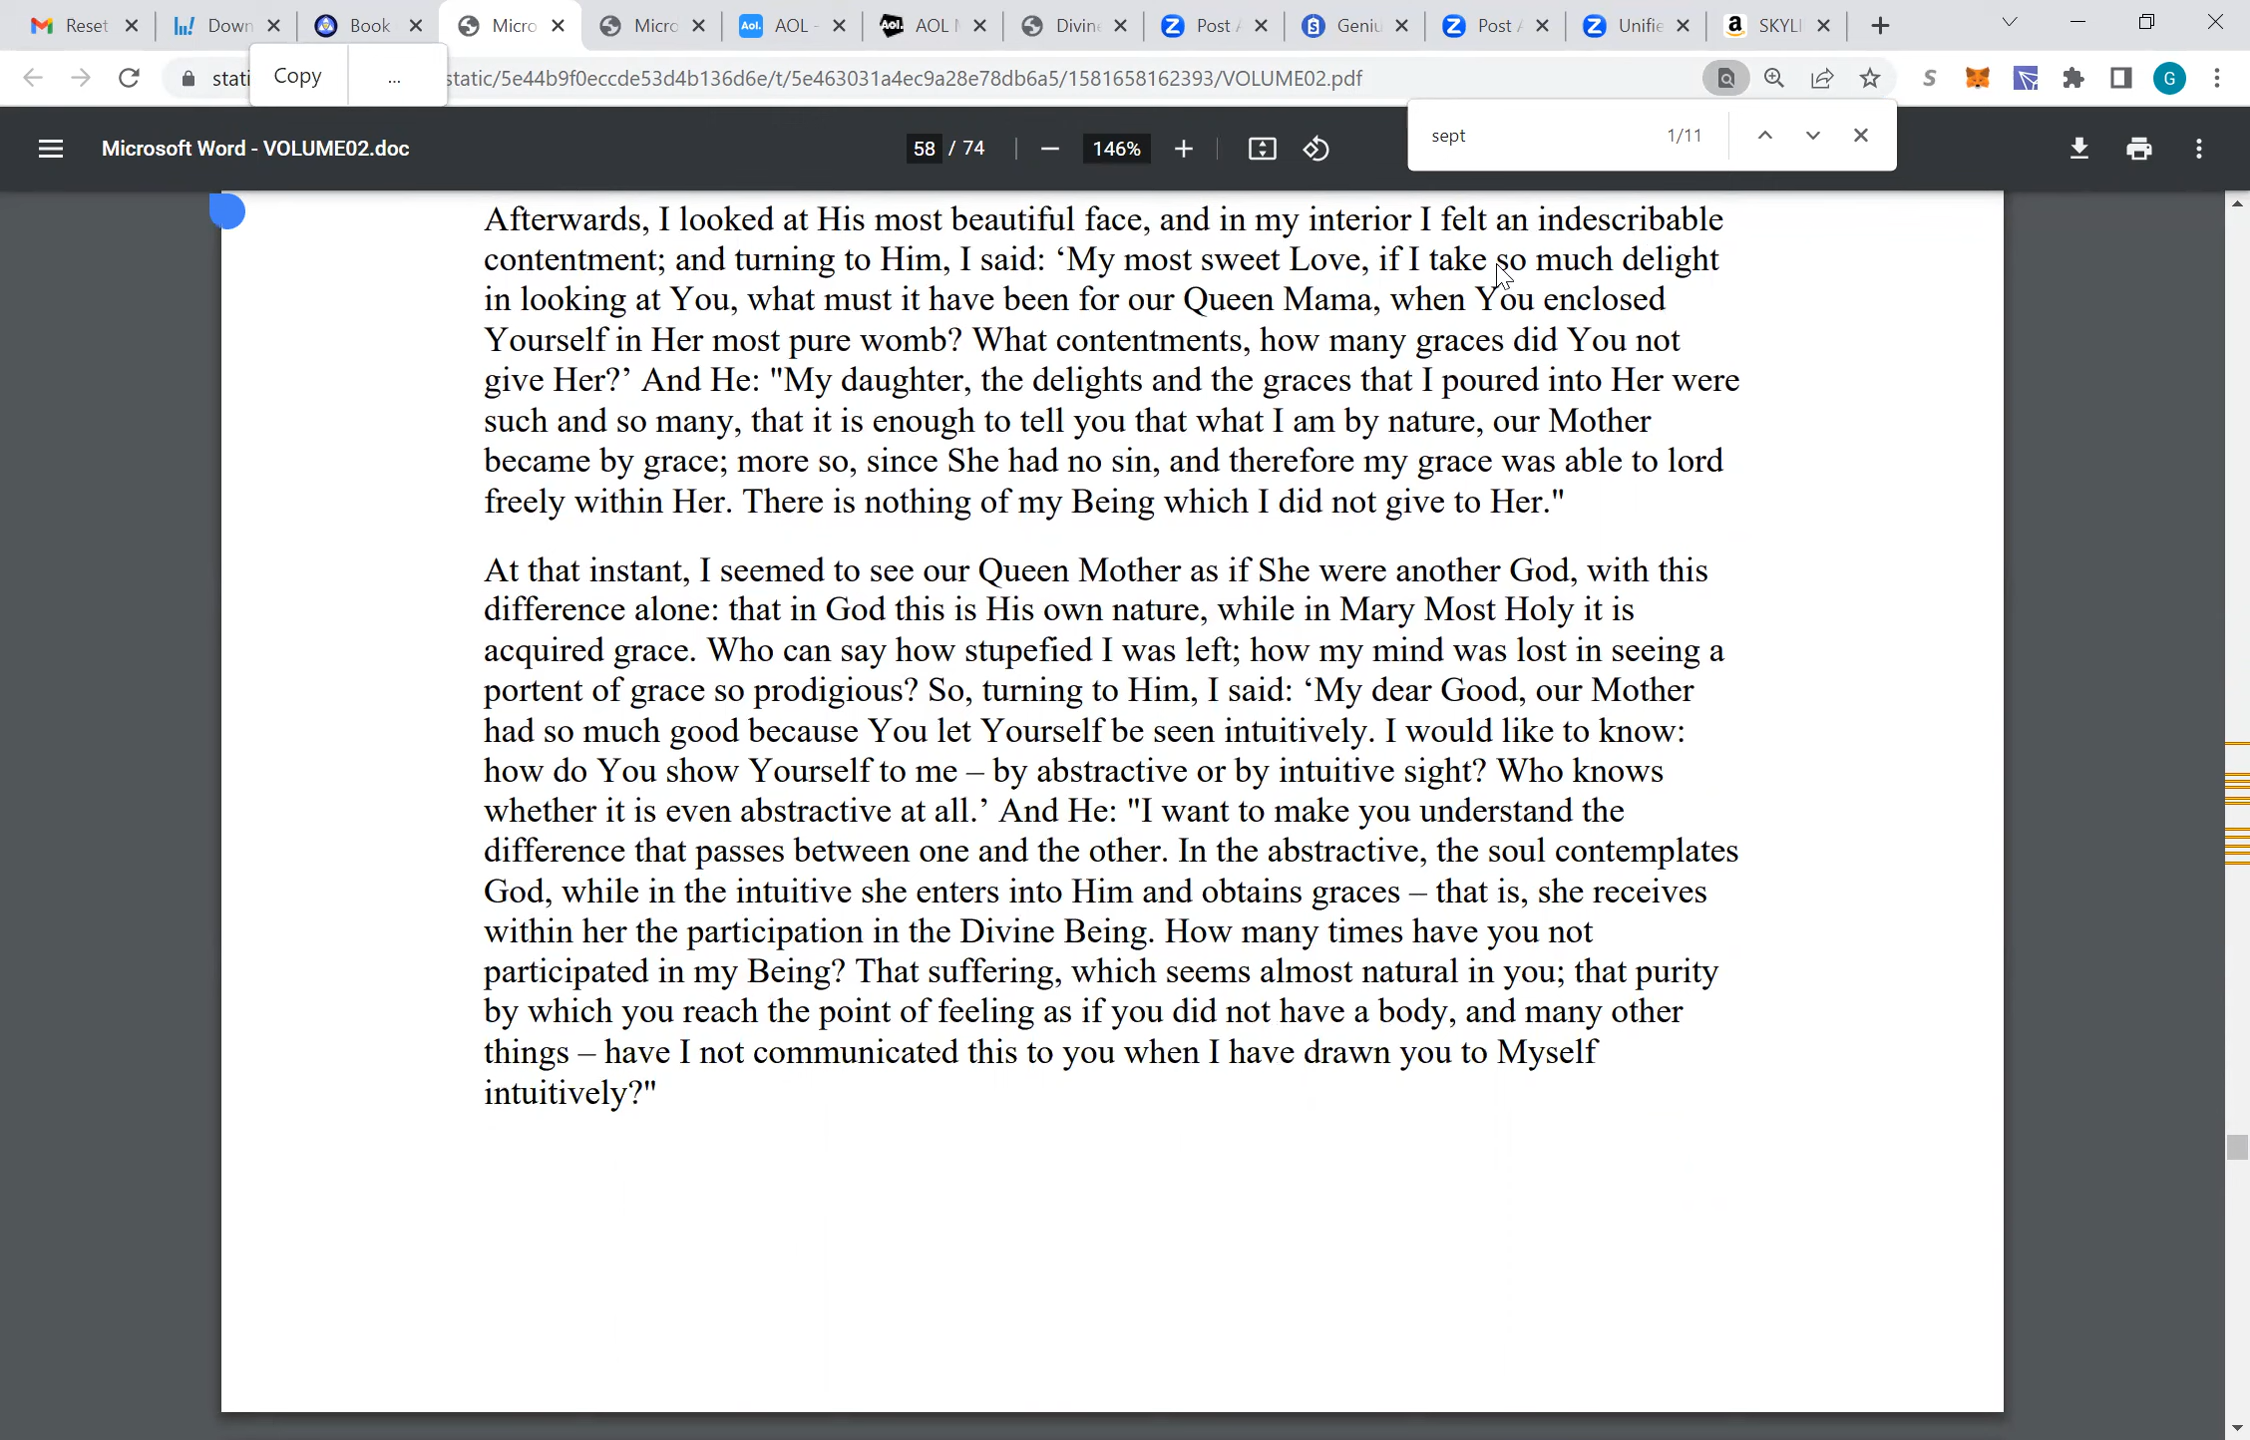 Reset
Down
Book
Micro
Micro
AOL -
AOL
Divine
Post
Geniu
Post
Unifie
SKYLI
Copy
...
static/5e44b9f0eccde53d4b136d6e/t/5e463031a4ec9a28e78db6a5/1581658162393/VOLUME02.pdf
G
Microsoft Word - VOLUME02.doc
58 / 74
146%
sept
1/11
Afterwards, I looked at His most beautiful face, and in my interior I felt an indescribable
contentment; and turning to Him, I said: ‘My most sweet Love, if I take so much delight
in looking at You, what must it have been for our Queen Mama, when You enclosed
Yourself in Her most pure womb? What contentments, how many graces did You not
give Her?’ And He: "My daughter, the delights and the graces that I poured into Her were
such and so many, that it is enough to tell you that what I am by nature, our Mother
became by grace; more so, since She had no sin, and therefore my grace was able to lord
freely within Her. There is nothing of my Being which I did not give to Her."
At that instant, I seemed to see our Queen Mother as if She were another God, with this
difference alone: that in God this is His own nature, while in Mary Most Holy it is
acquired grace. Who can say how stupefied I was left; how my mind was lost in seeing a
portent of grace so prodigious? So, turning to Him, I said: ‘My dear Good, our Mother
had so much good because You let Yourself be seen intuitively. I would like to know:
how do You show Yourself to me – by abstractive or by intuitive sight? Who knows
whether it is even abstractive at all.’ And He: "I want to make you understand the
difference that passes between one and the other. In the abstractive, the soul contemplates
God, while in the intuitive she enters into Him and obtains graces – that is, she receives
within her the participation in the Divine Being. How many times have you not
participated in my Being? That suffering, which seems almost natural in you; that purity
by which you reach the point of feeling as if you did not have a body, and many other
things – have I not communicated this to you when I have drawn you to Myself
intuitively?"